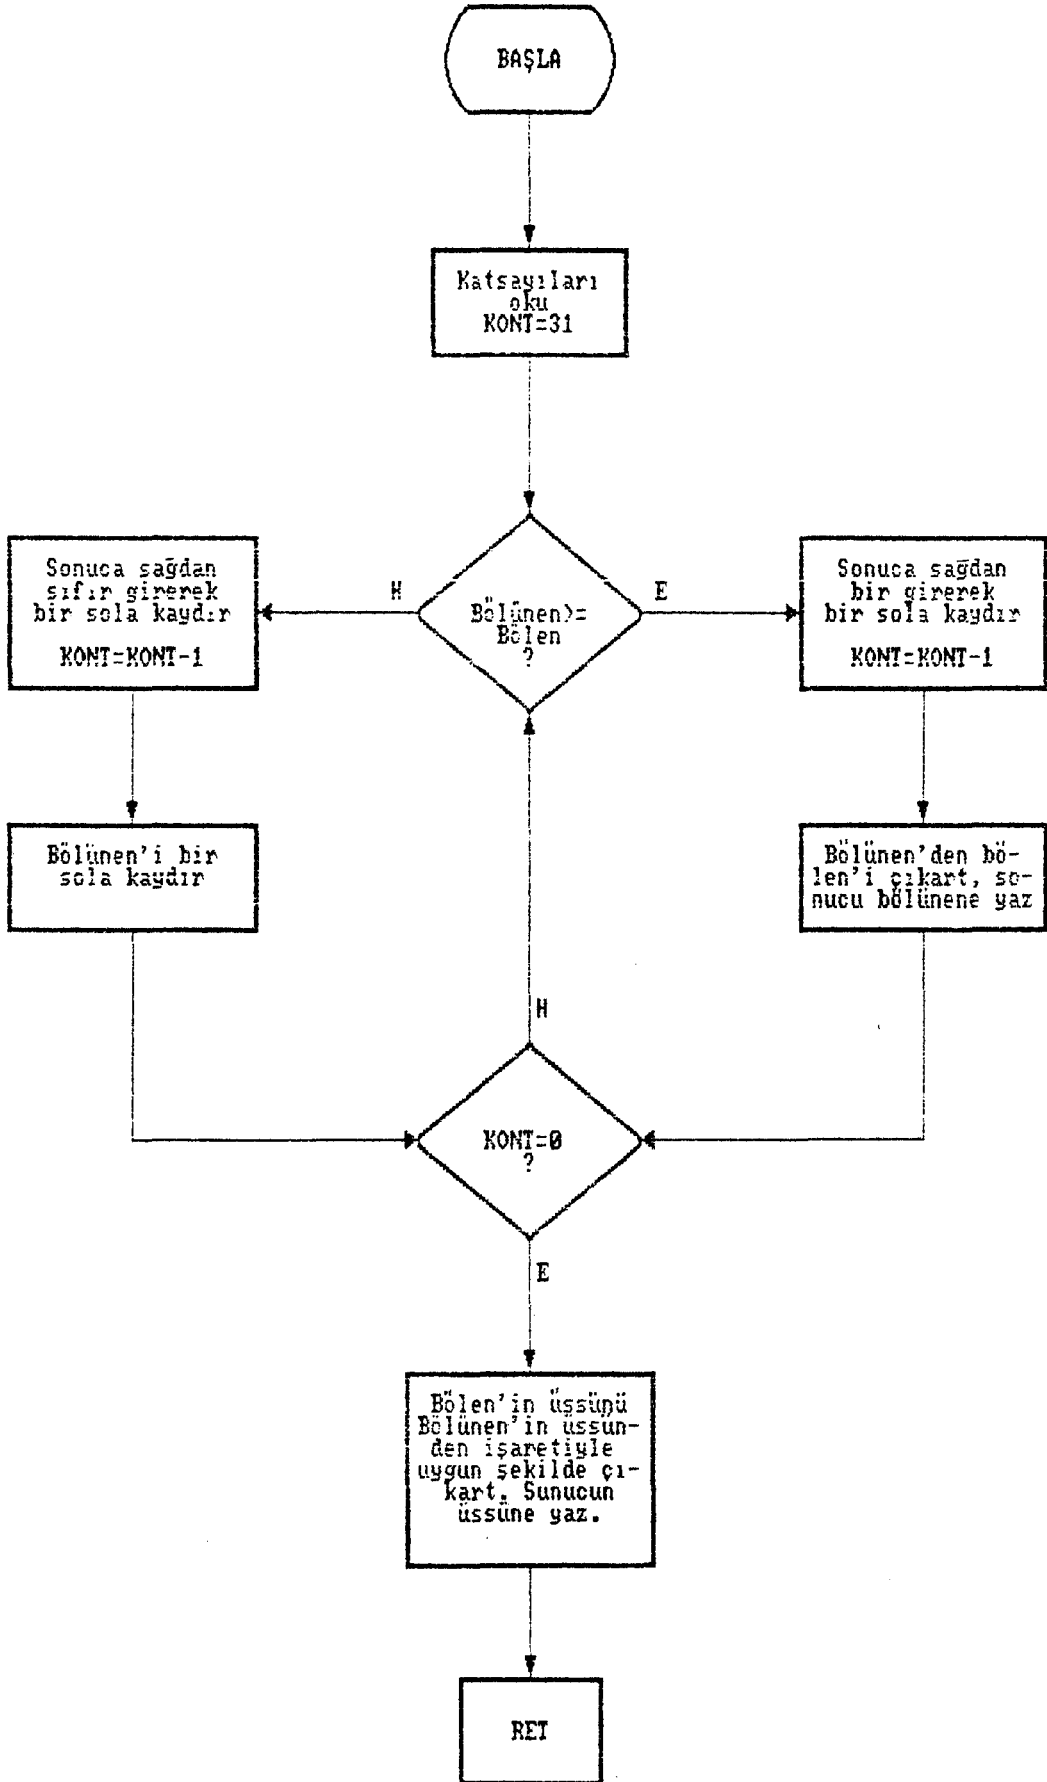 BAŞLA
Katsayıları
oku
KONT=31
Sonuca sağdan
sıfır girerek
bir sola kaydır
KONT=KONT-1
H
Bölünen>=
Bölen
?
E
Sonuca sağdan
bir girerek
bir sola kaydır
KONT=KONT-1
Bölünen'i bir
sola kaydır
Bölünen'den bö-
len'i çıkart, so-
nucu bölünene yaz
H
KONT=0
?
E
Bölen'in üssünü
Bölünen'in üssün-
den işaretiyle
uygun şekilde çı-
kart. Sunucun
üssüne yaz.
RET